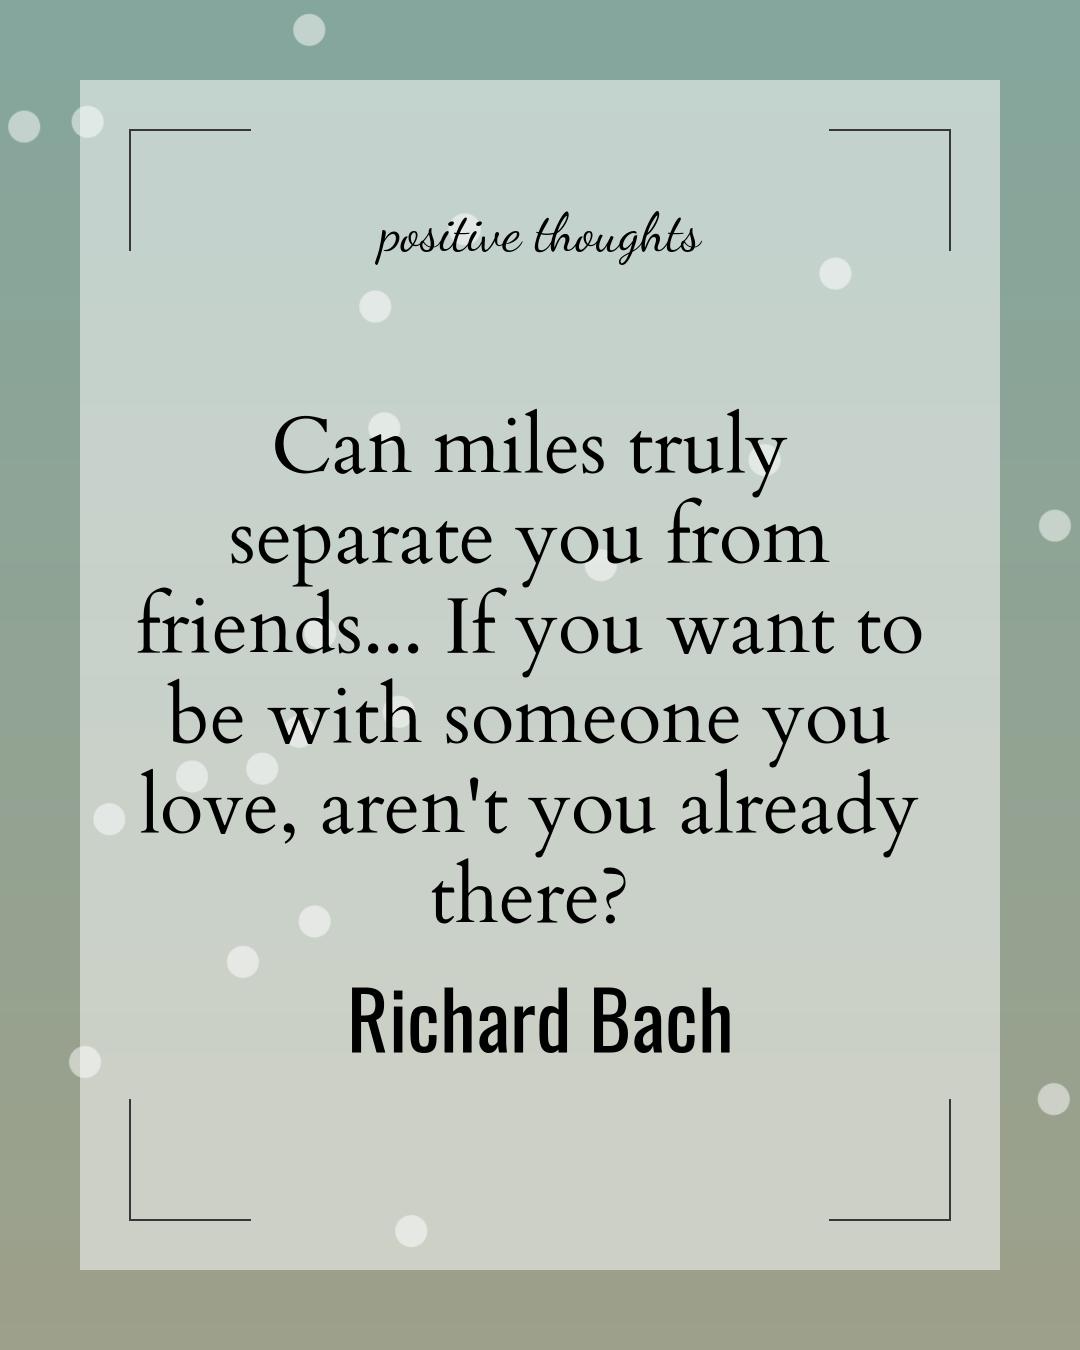 positive thoughts
Can miles truly
separate you from
friends... If you want to
be with someone you
love, aren't you already
there?
Richard Bach